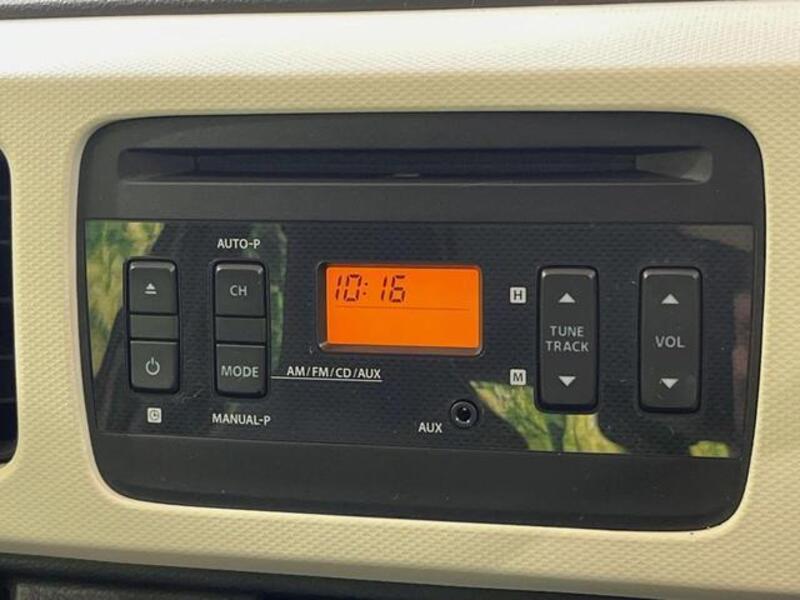 AUTO-P
CH
MODE
MANUAL-P
AM/FM/CD/AUX
10:16
AUX
H
M
TUNE
TRACK
VOL